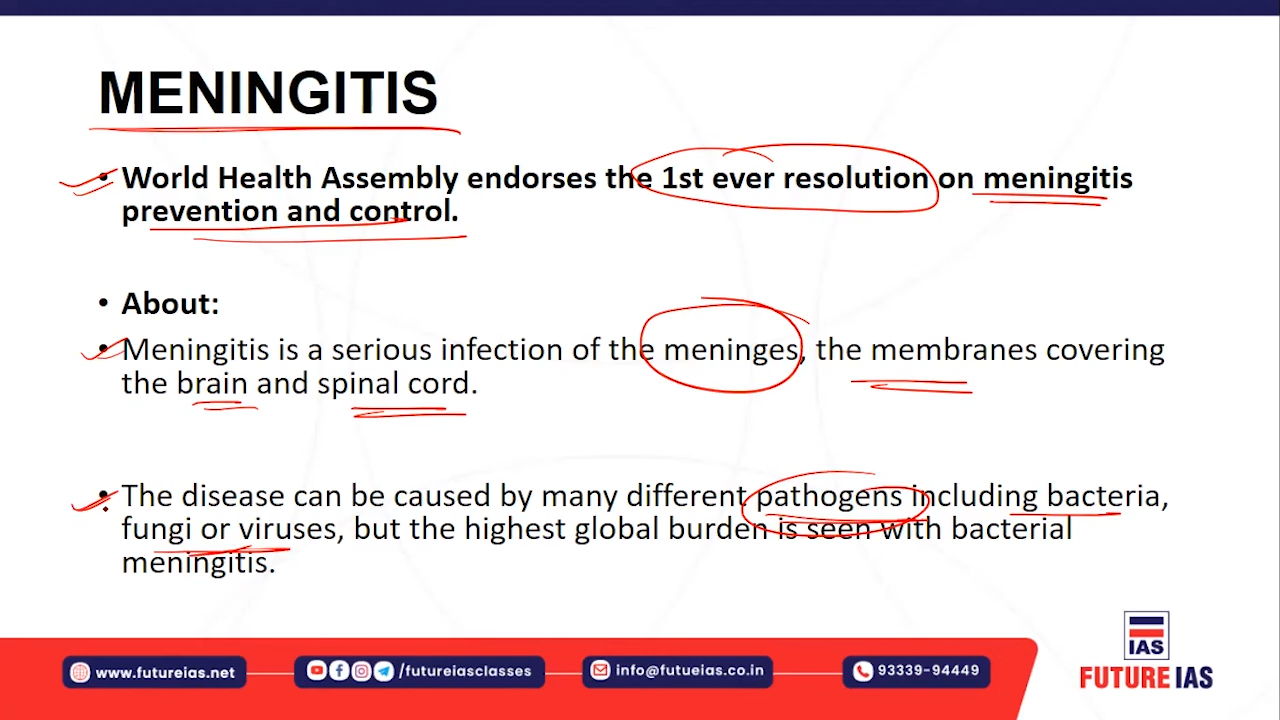 MENINGITIS
• World Health Assembly endorses the 1st ever resolution on meningitis
prevention and control.
• About:
• Meningitis is a serious infection of the meninges, the membranes covering
the brain and spinal cord.
• The disease can be caused by many different pathogens including bacteria,
fungi or viruses, but the highest global burden is seen with bacterial
meningitis.
IAS
www.futureias.net
/futureiasclasses
info@futueias.co.in
93339-94449
FUTURE IAS